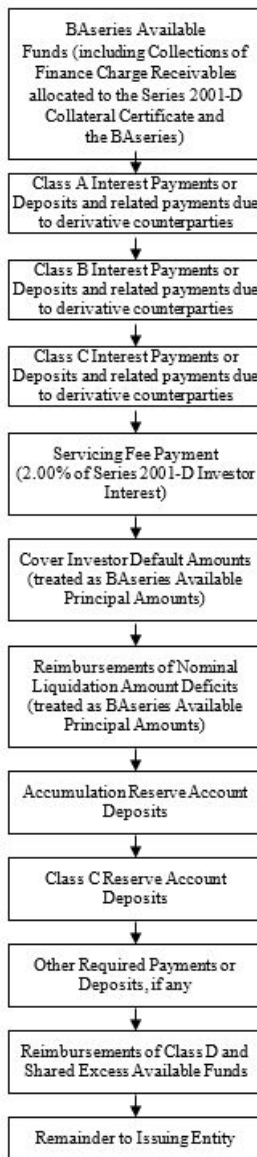 BAseries Available
Funds (including Collections of
Finance Charge Receivables
allocated to the Series 2001-D
Collateral Certificate and
the BAseries)
Class A Interest Payments or
Deposits and related payments due
to derivative counterparties
Class B Interest Payments or
Deposits and related payments due
to derivative counterparties
Class C Interest Payments or
Deposits and related payments due
to derivative counterparties
Servicing Fee Payment
(2.00% of Series 2001-D Investor
Interest)
Cover Investor Default Amounts
(treated as BAseries Available
Principal Amounts)
Reimbursements of Nominal
Liquidation Amount Deficits
(treated as BAseries Available
Principal Amounts)
Accumulation Reserve Account
Deposits
Class C Reserve Account
Deposits
Other Required Payments or
Deposits, if any
Reimbursements of Class D and
Shared Excess Available Funds
Remainder to Issuing Entity